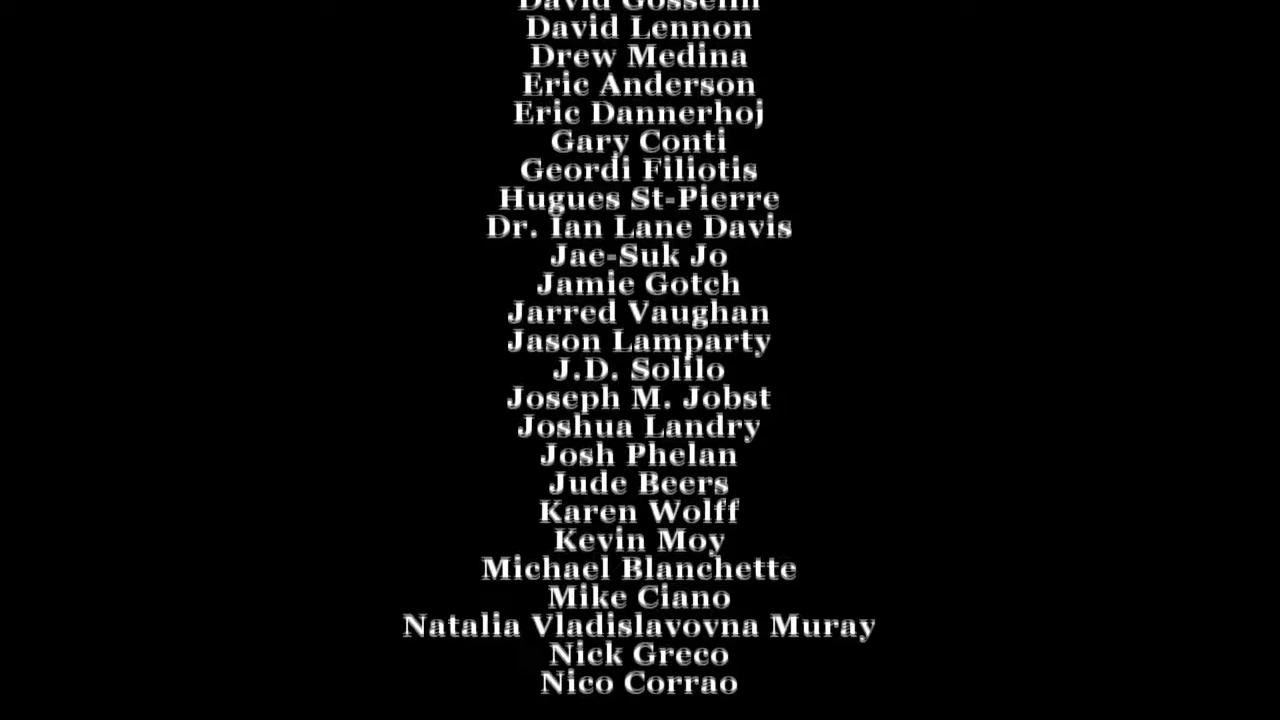 David Gosselin
David Lennon
Drew Medina
Eric Anderson
Eric Dannerhoj
Gary Conti
Geordi Filiotis
Hugues St-Pierre
Dr. Ian Lane Davis
Jae-Suk Jo
Jamie Gotch
Jarred Vaughan
Jason Lamparty
J.D. Solilo
Joseph M. Jobst
Joshua Landry
Josh Phelan
Jude Beers
Karen Wolff
Kevin Moy
Michael Blanchette
Mike Ciano
Natalia Vladislavovna Muray
Nick Greco
Nico Corrao